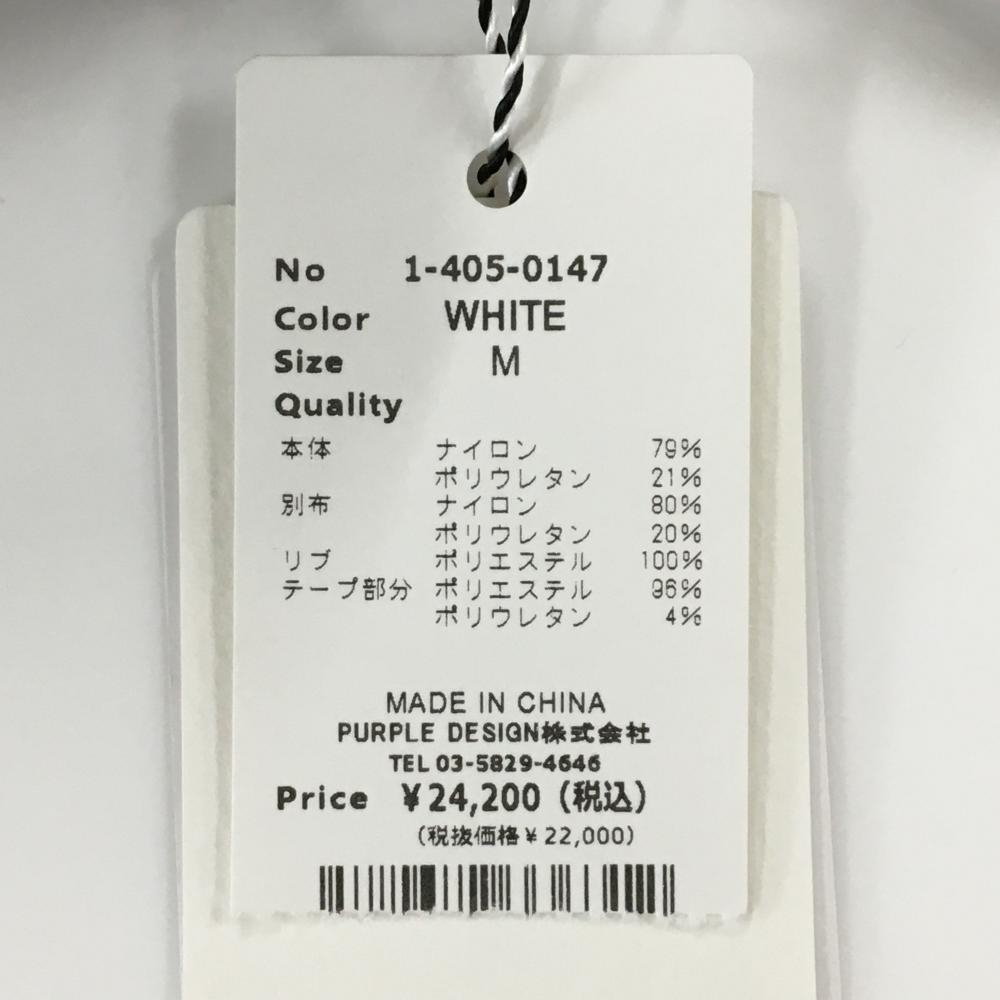 No 1-405-0147
Color WHITE
Size M
Quality
本体 ナイロン 79%
ポリウレタン 21%
別布 ナイロン 80%
ポリウレタン 20%
リブ ポリエステル 100%
テープ部分 ポリエステル 96%
ポリウレタン 4%
MADE IN CHINA
PURPLE DESIGN株式会社
TEL 03-5829-4646
Price ¥24,200（税込）
（税抜価格¥22,000）